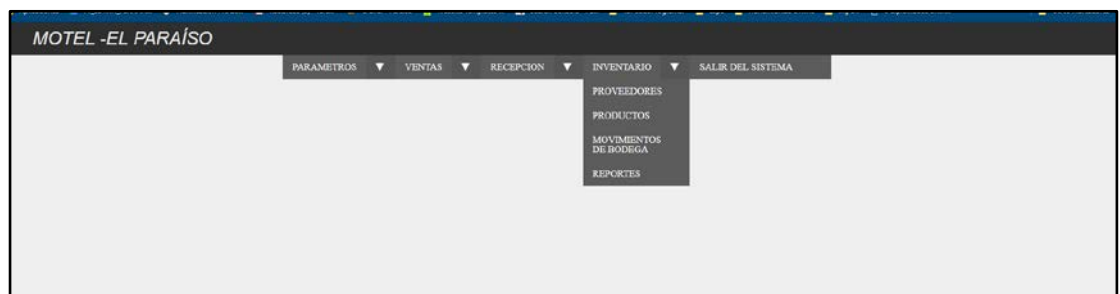 MOTEL -EL PARAÍSO
PARAMETROS ▼ VENTAS ▼ RECEPCION ▼ INVENTARIO ▼ SALIR DEL SISTEMA
PROVEEDORES
PRODUCTOS
MOVIMIENTOS
DE BODEGA
REPORTES